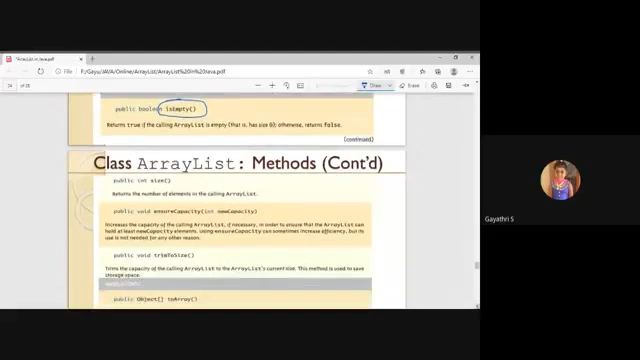 ArrayList in Java.pdf
F:/Gayu/JAVA/Online/ArrayList/ArrayList%20in%20Java.pdf
of 35
Draw
public boolean isEmpty()
Returns true if the calling ArrayList is empty (that is, has size 0); otherwise, returns false.
(continued)
Class ArrayList: Methods (Cont'd)
public int size()
Returns the number of elements in the calling ArrayList.
public void ensureCapacity(int newCapacity)
Increases the capacity of the calling ArrayList, if necessary, in order to ensure that the ArrayList can
hold at least newCapacity elements. Using ensureCapacity can sometimes increase efficiency, but its
use is not needed for any other reason.
public void trimToSize()
Trims the capacity of the calling ArrayList to the ArrayList's current size. This method is used to save
storage space.
public Object[] toArray()
Gayathri S